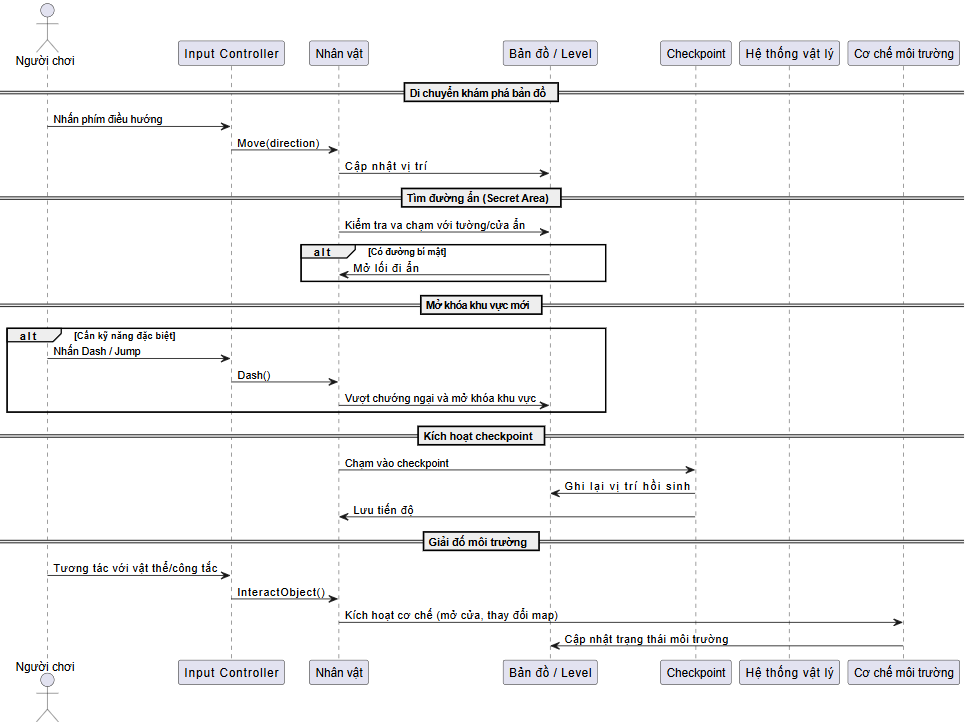 Người chơi
Input Controller
Nhân vật
Bản đồ / Level
Checkpoint
Hệ thống vật lý
Cơ chế môi trường
Di chuyển khám phá bản đồ
Nhấn phím điều hướng
Move(direction)
Cập nhật vị trí
Tìm đường ẩn (Secret Area)
Kiểm tra va chạm với tường/cửa ẩn
alt
[Có đường bí mật]
Mở lối đi ẩn
Mở khóa khu vực mới
alt
[Cần kỹ năng đặc biệt]
Nhấn Dash / Jump
Dash()
Vượt chướng ngại và mở khóa khu vực
Kích hoạt checkpoint
Chạm vào checkpoint
Ghi lại vị trí hồi sinh
Lưu tiến độ
Giải đố môi trường
Tương tác với vật thể/công tắc
InteractObject()
Kích hoạt cơ chế (mở cửa, thay đổi map)
Cập nhật trạng thái môi trường
Người chơi
Input Controller
Nhân vật
Bản đồ / Level
Checkpoint
Hệ thống vật lý
Cơ chế môi trường